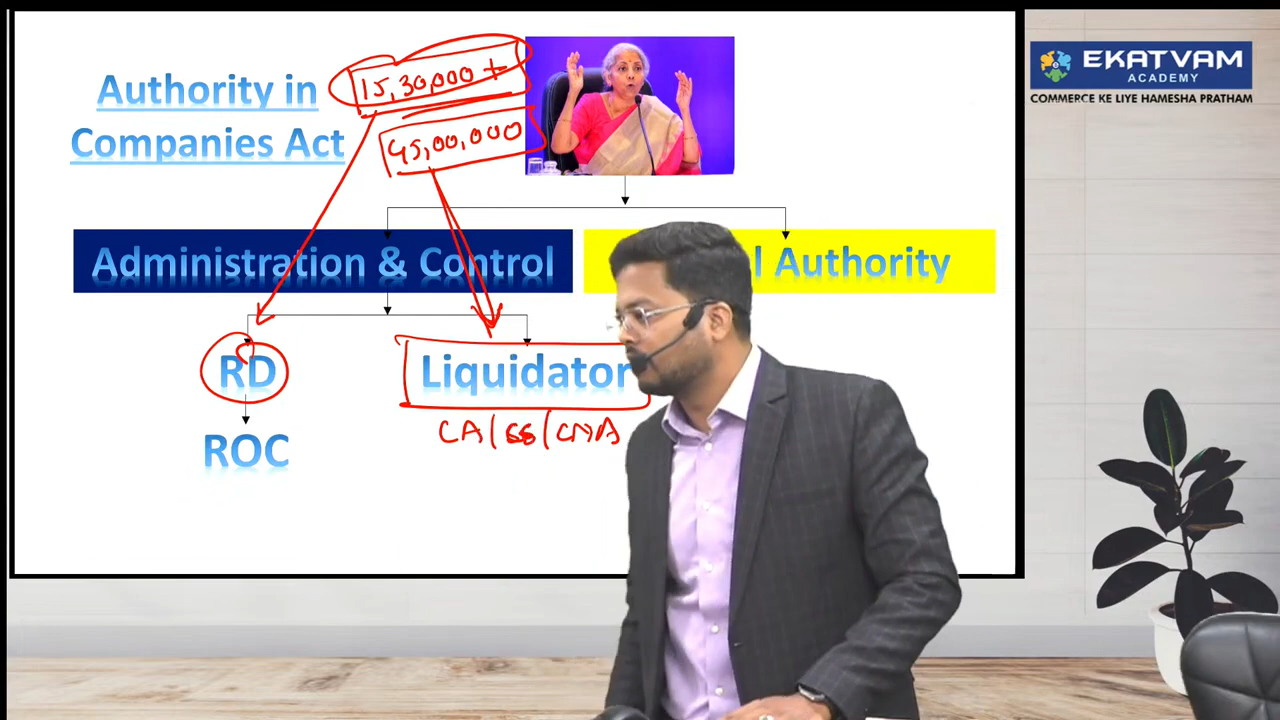 EKATVAM
ACADEMY
COMMERCE KE LIYE HAMESHA PRATHAM
Authority in
Companies Act
15,30,000 +
45,00,000
Administration & Control
l Authority
RD
Liquidator
CA/CS/CMA
ROC